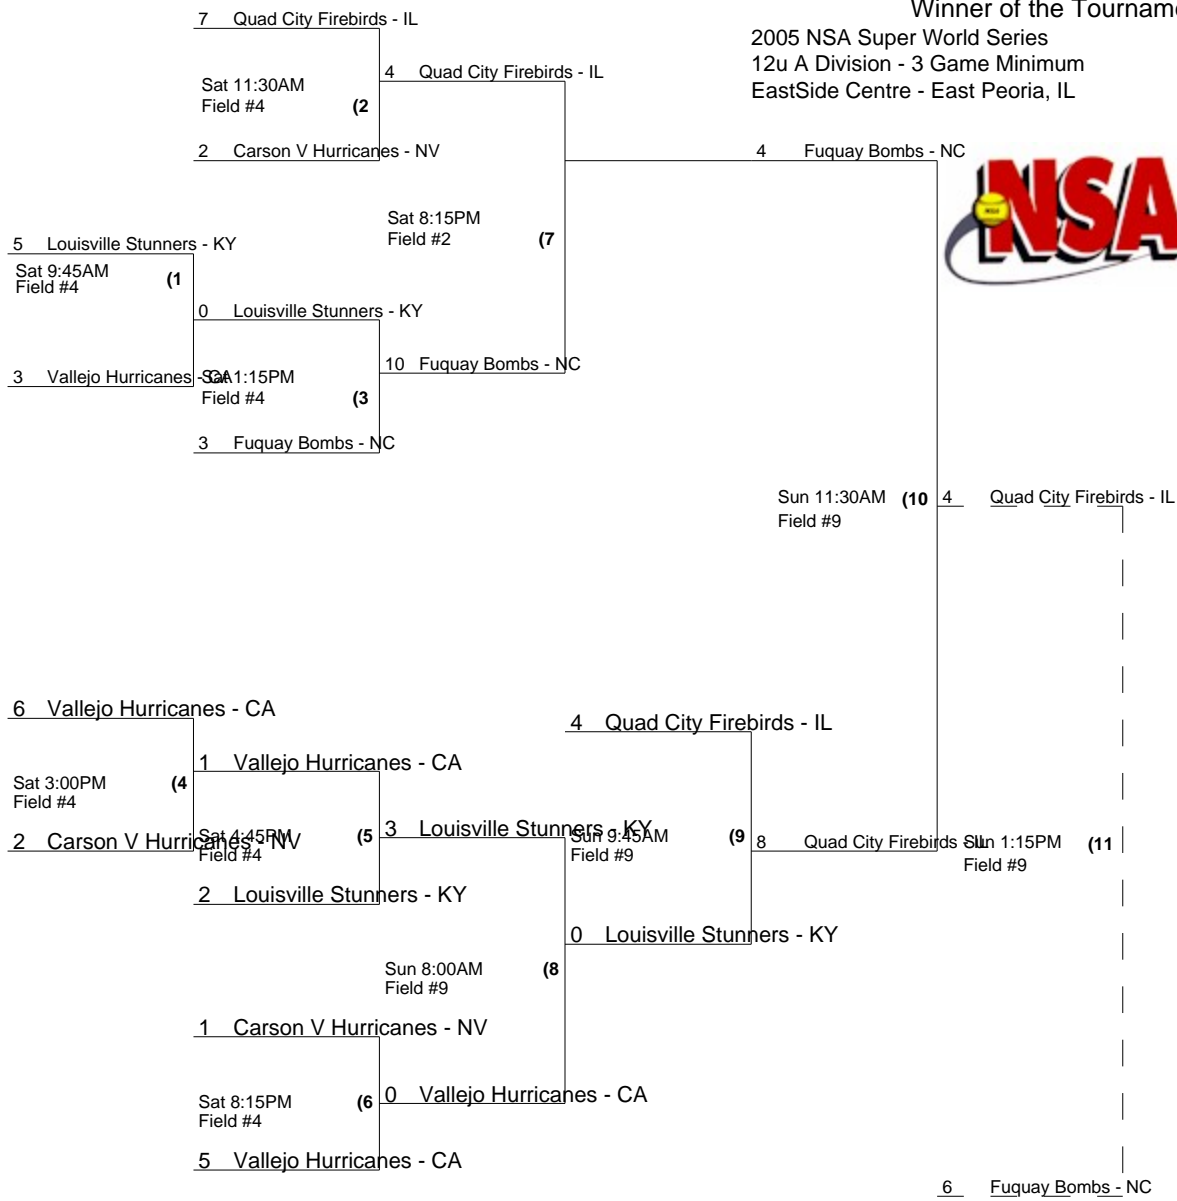 Winner of the Tourname
7 Quad City Firebirds - IL
2005 NSA Super World Series
12u A Division - 3 Game Minimum
EastSide Centre - East Peoria, IL
4 Quad City Firebirds - IL
Sat 11:30AM
Field #4 (2
2 Carson V Hurricanes - NV
4 Fuquay Bombs - NC
NSA
NSA
Sat 8:15PM
Field #2 (7
5 Louisville Stunners - KY
Sat 9:45AM
Field #4 (1
0 Louisville Stunners - KY
10 Fuquay Bombs - NC
3 Vallejo Hurricanes - CA
Sat 1:15PM
Field #4 (3
3 Fuquay Bombs - NC
Sun 11:30AM (10
Field #9
4 Quad City Firebirds - IL
6 Vallejo Hurricanes - CA
4 Quad City Firebirds - IL
1 Vallejo Hurricanes - CA
Sat 3:00PM (4
Field #4
3 Louisville Stunners - KY
2 Carson V Hurricanes - NV
Sat 4:45PM (5
Field #4
Sun 9:45AM (9
Field #9
8 Quad City Firebirds - IL
Sun 1:15PM (11
Field #9
2 Louisville Stunners - KY
0 Louisville Stunners - KY
Sun 8:00AM (8
Field #9
1 Carson V Hurricanes - NV
0 Vallejo Hurricanes - CA
Sat 8:15PM (6
Field #4
5 Vallejo Hurricanes - CA
6 Fuquay Bombs - NC